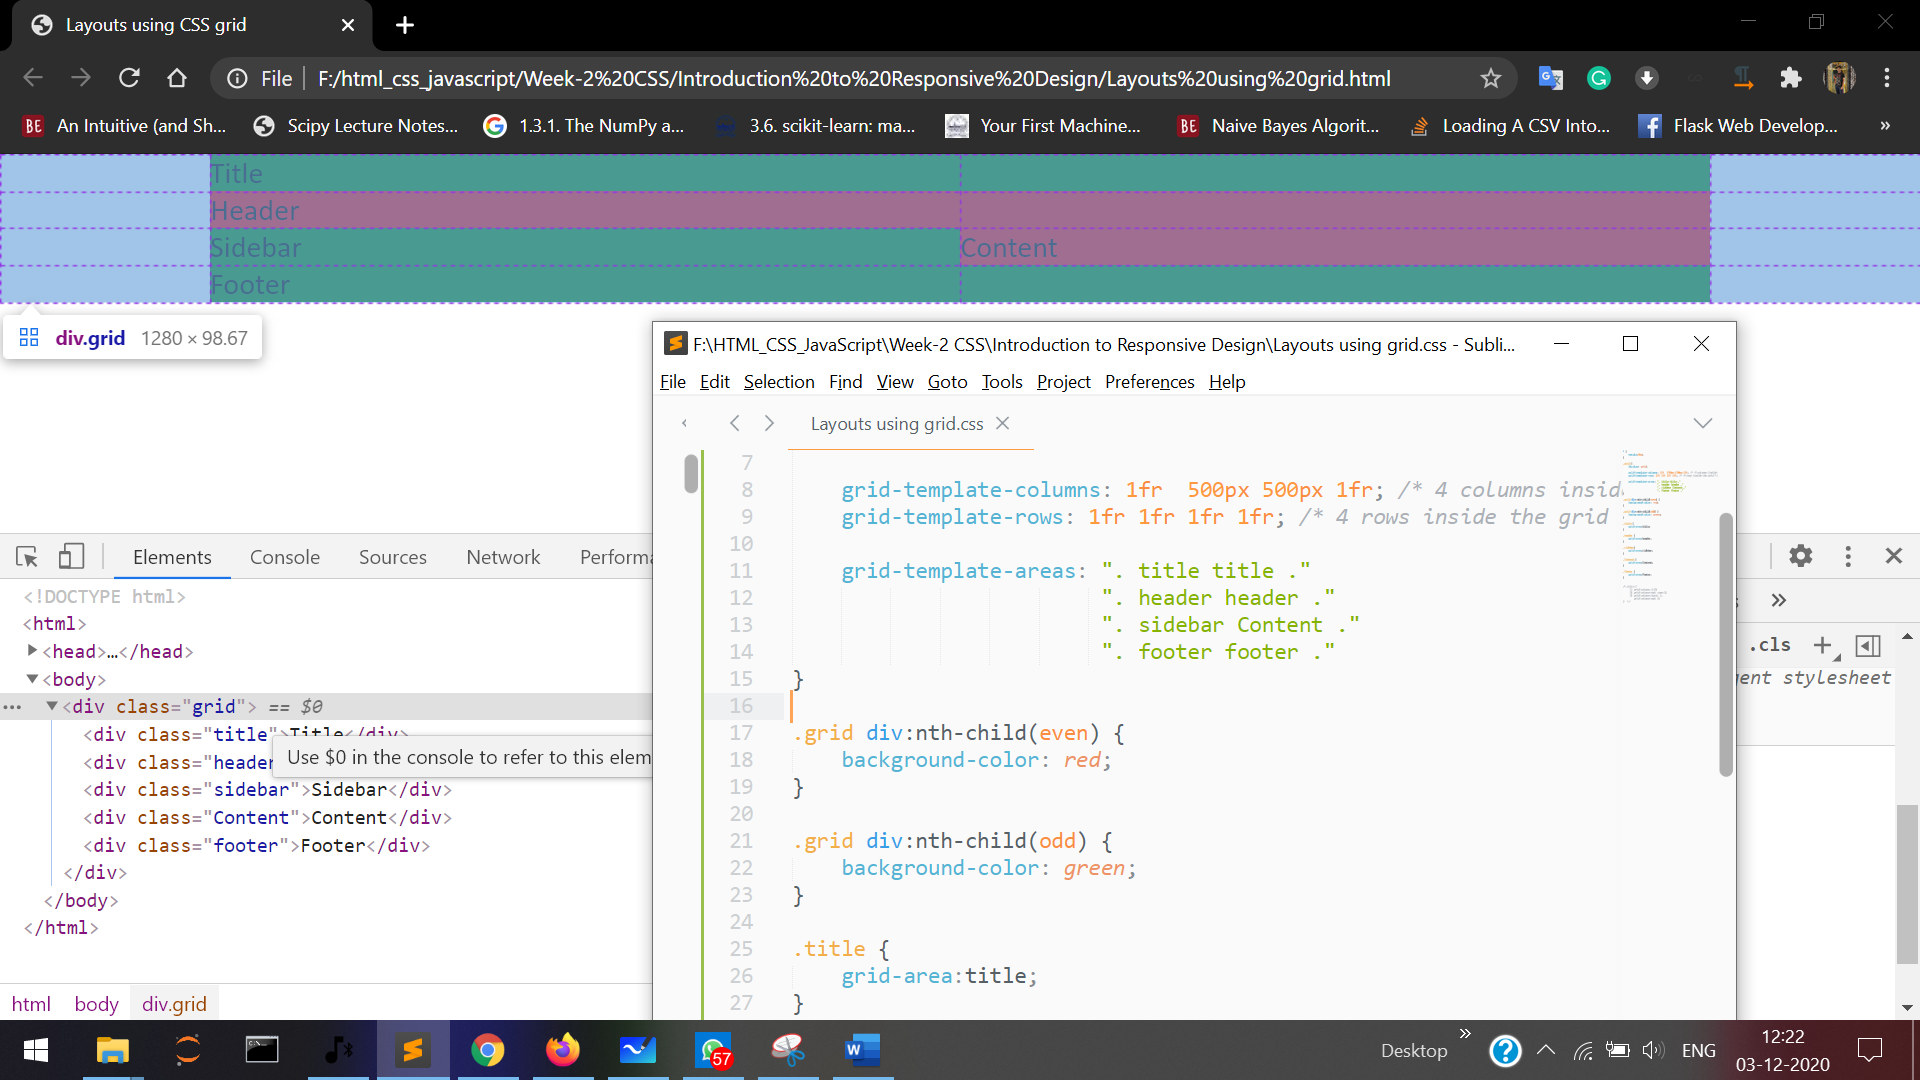 Layouts using CSS grid
File
F:/html_css_javascript/Week-2%20CSS/Introduction%20to%20Responsive%20Design/Layouts%20using%20grid.html
BE An Intuitive (and Sh... Scipy Lecture Notes... 1.3.1. The NumPy a... 3.6. scikit-learn: ma... Your First Machine... BE Naive Bayes Algorit... Loading A CSV Into... Flask Web Develop... »
Title
Header
Sidebar Content
Footer
div.grid 1280 × 98.67
F:\HTML_CSS_JavaScript\Week-2 CSS\Introduction to Responsive Design\Layouts using grid.css - Subli...
File Edit Selection Find View Goto Tools Project Preferences Help
Layouts using grid.css
7
8 grid-template-columns: 1fr  500px 500px 1fr; /* 4 columns insid
9 grid-template-rows: 1fr 1fr 1fr 1fr; /* 4 rows inside the grid
10
11 grid-template-areas: ". title title ."
12 ". header header ."
13 ". sidebar Content ."
14 ". footer footer ."
15 }
16
17 .grid div:nth-child(even) {
18 background-color: red;
19 }
20
21 .grid div:nth-child(odd) {
22 background-color: green;
23 }
24
25 .title {
26 grid-area:title;
27 }
Elements Console Sources Network Performa
<!DOCTYPE html>
<html>
<head>…</head>
<body>
<div class="grid"> == $0
<div class="title">Title</div>
<div class="header
Use $0 in the console to refer to this elem
<div class="sidebar">Sidebar</div>
<div class="Content">Content</div>
<div class="footer">Footer</div>
</div>
</body>
</html>
html body div.grid
»
.cls
stylesheet
57
Desktop
»
ENG
12:22
03-12-2020